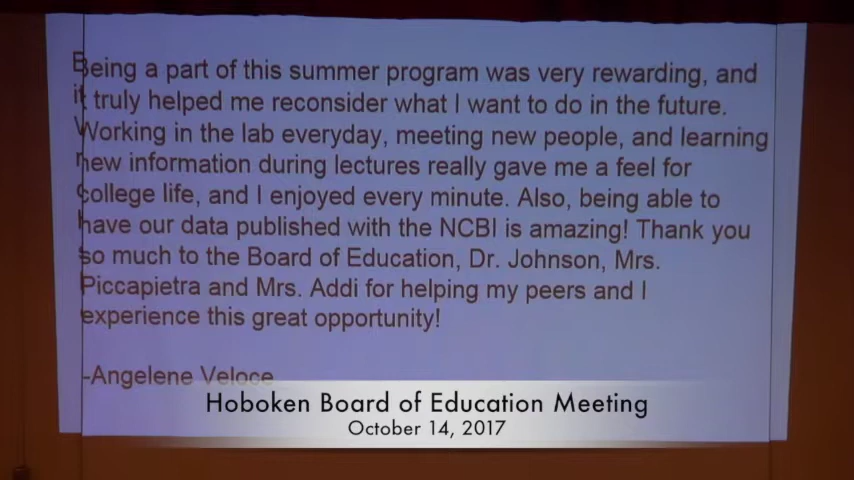 Being a part of this summer program was very rewarding, and
it truly helped me reconsider what I want to do in the future.
Working in the lab everyday, meeting new people, and learning
new information during lectures really gave me a feel for
college life, and I enjoyed every minute. Also, being able to
have our data published with the NCBI is amazing! Thank you
so much to the Board of Education, Dr. Johnson, Mrs.
Piccapietra and Mrs. Addi for helping my peers and I
experience this great opportunity!
-Angelene Veloce
Hoboken Board of Education Meeting
October 14, 2017